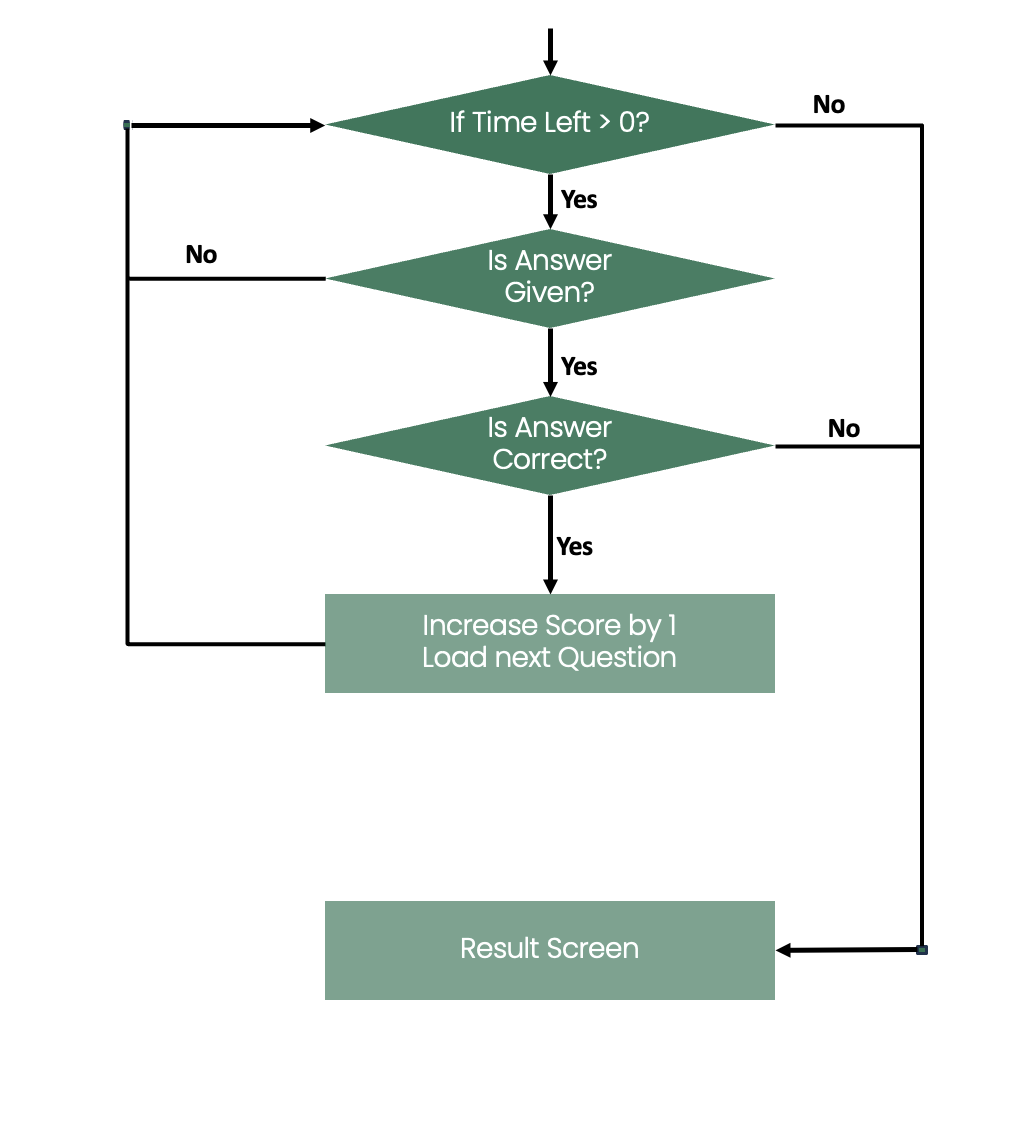 If Time Left > 0?
No
Yes
No
Is Answer
Given?
Yes
Is Answer
Correct?
No
Yes
Increase Score by 1
Load next Question
Result Screen